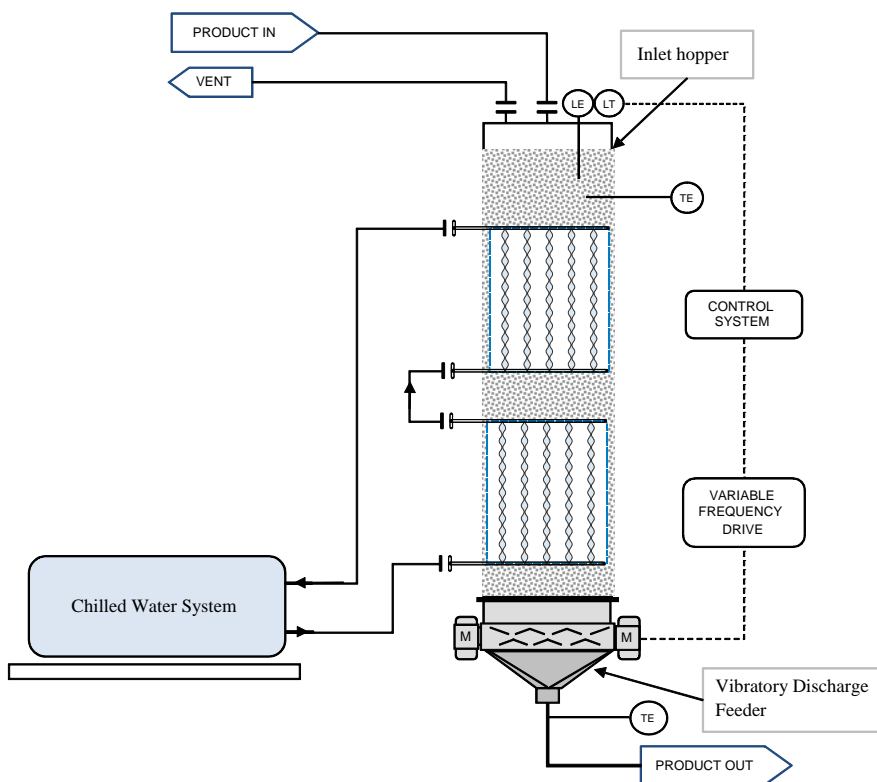 PRODUCT IN
VENT
Inlet hopper
LE
LT
TE
CONTROL
SYSTEM
VARIABLE
FREQUENCY
DRIVE
Chilled Water System
M
M
Vibratory Discharge
Feeder
TE
PRODUCT OUT